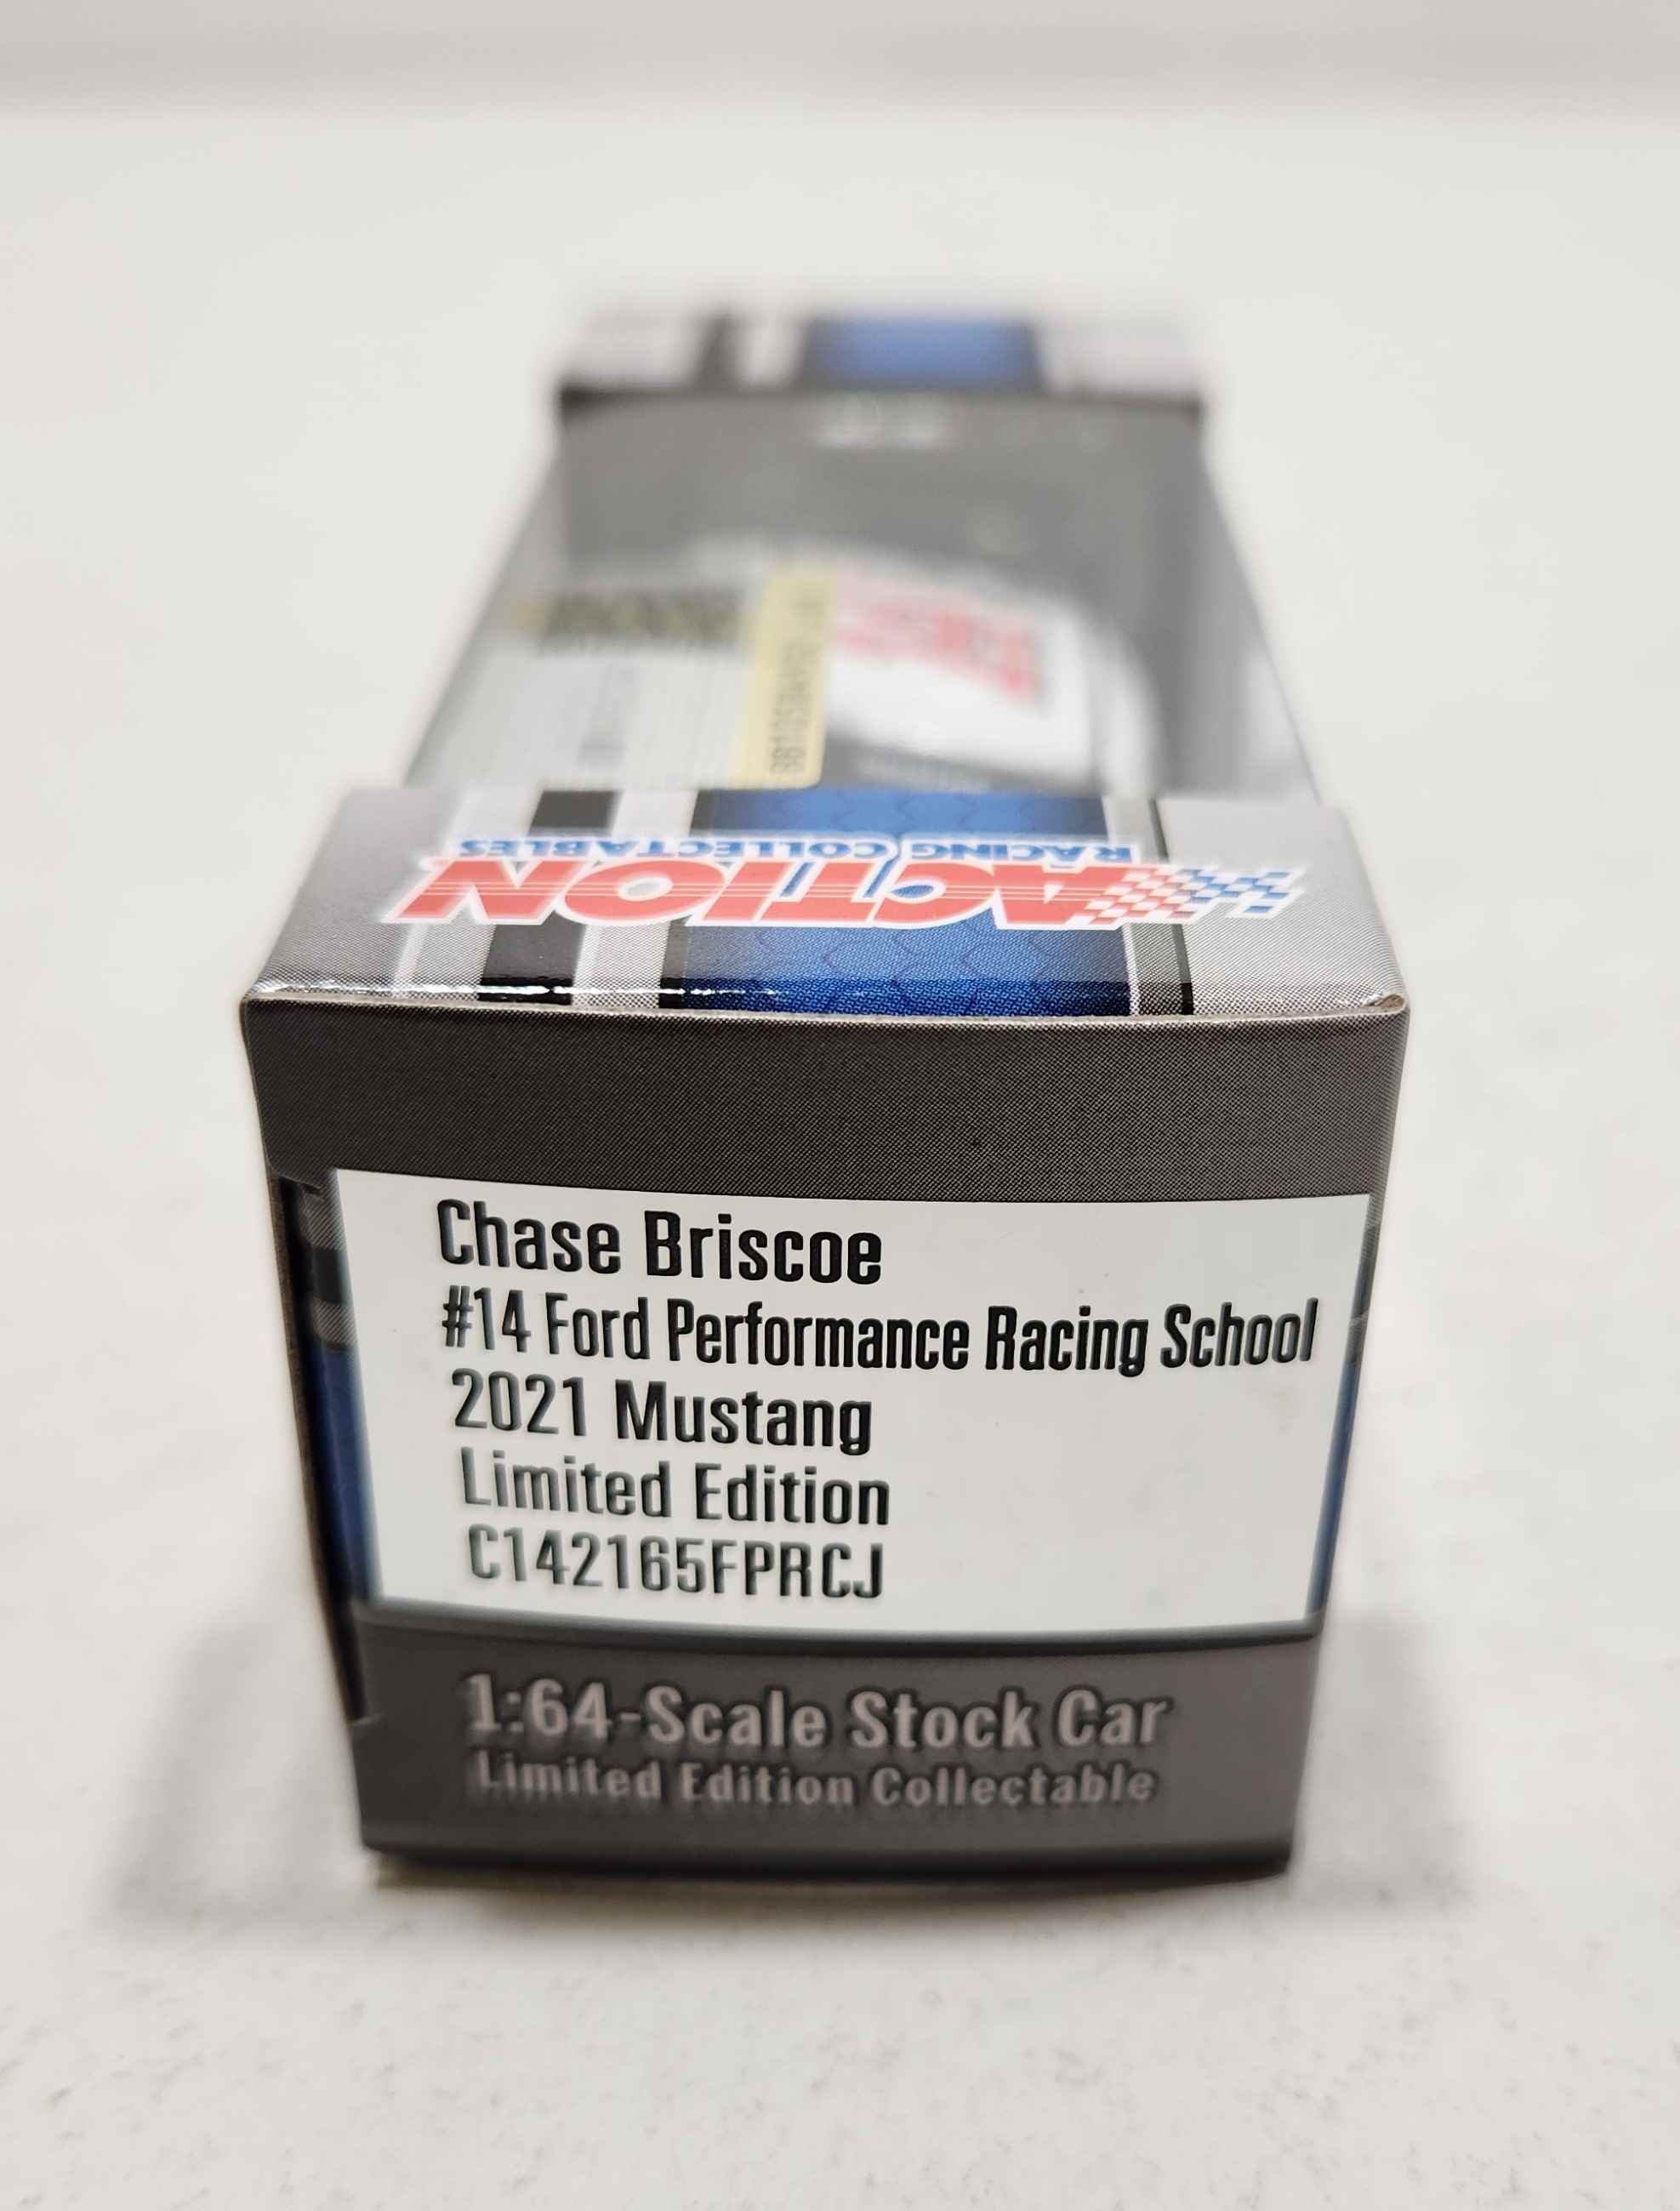 ACTION
RACING COLLECTABLES
Chase Briscoe
#14 Ford Performance Racing School
2021 Mustang
Limited Edition
C142165FPRCJ
1:64-Scale Stock Car
Limited Edition Collectable